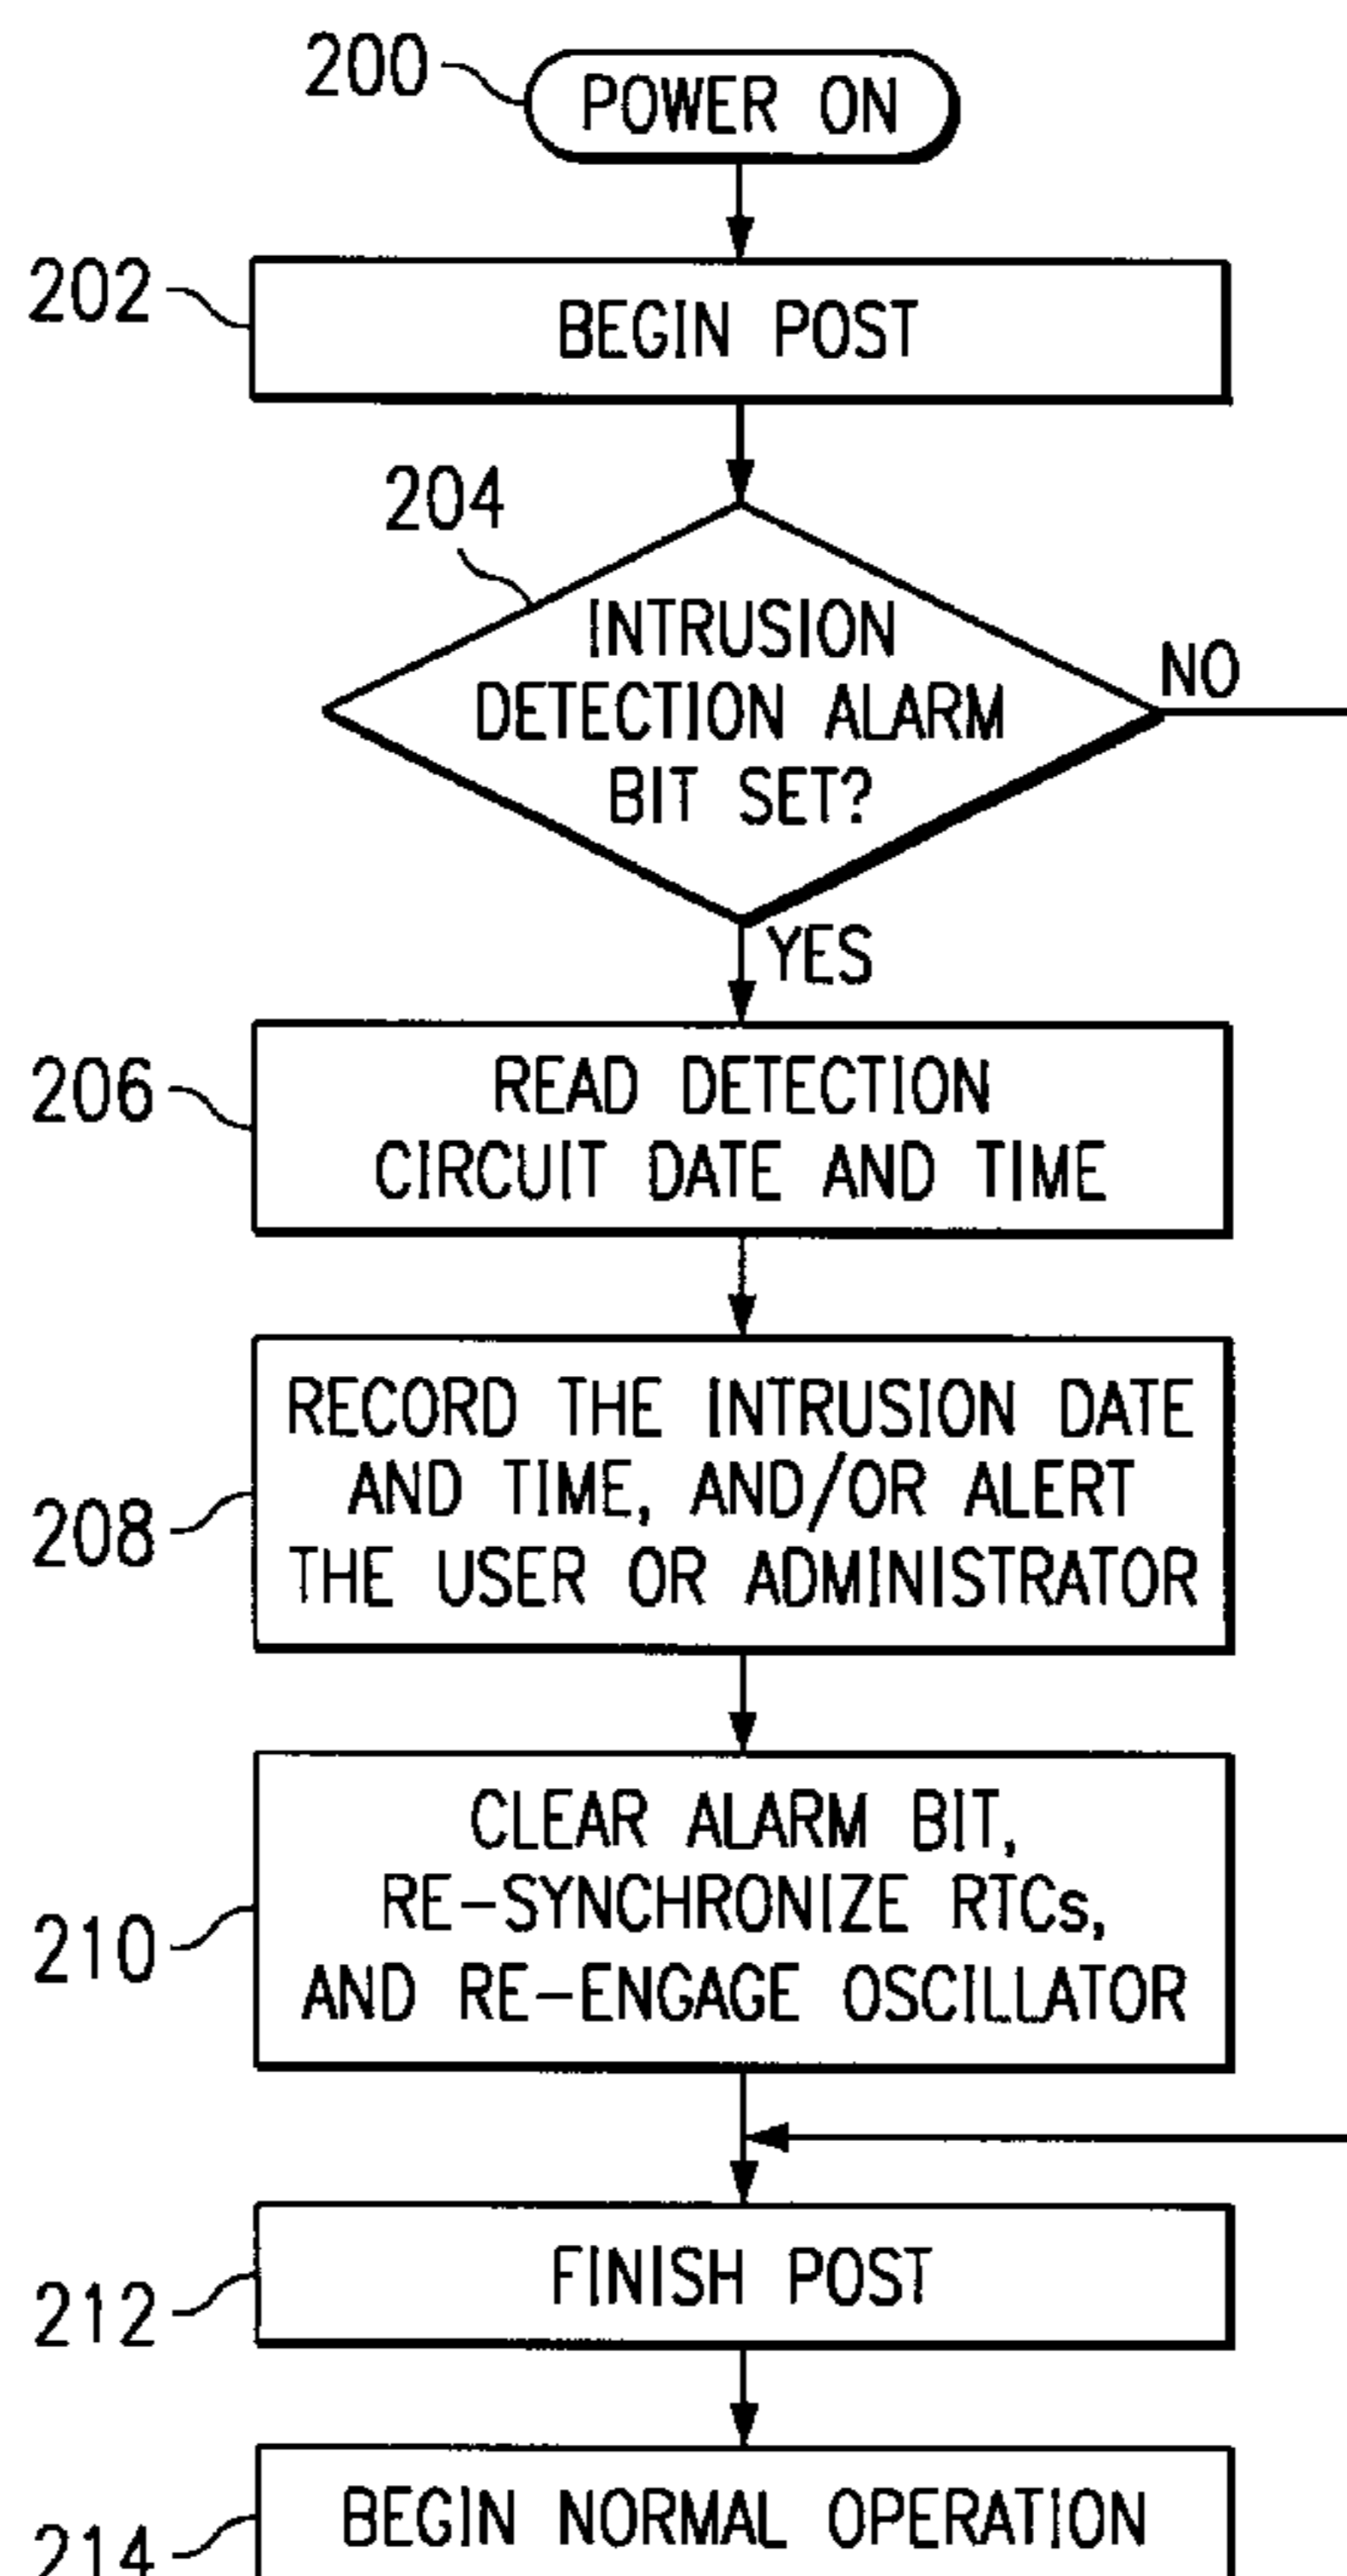 200
POWER ON
202
BEGIN POST
204
INTRUSION
DETECTION ALARM
BIT SET?
NO
YES
206
READ DETECTION
CIRCUIT DATE AND TIME
208
RECORD THE INTRUSION DATE
AND TIME, AND/OR ALERT
THE USER OR ADMINISTRATOR
210
CLEAR ALARM BIT,
RE-SYNCHRONIZE RTCs,
AND RE-ENGAGE OSCILLATOR
212
FINISH POST
214
BEGIN NORMAL OPERATION